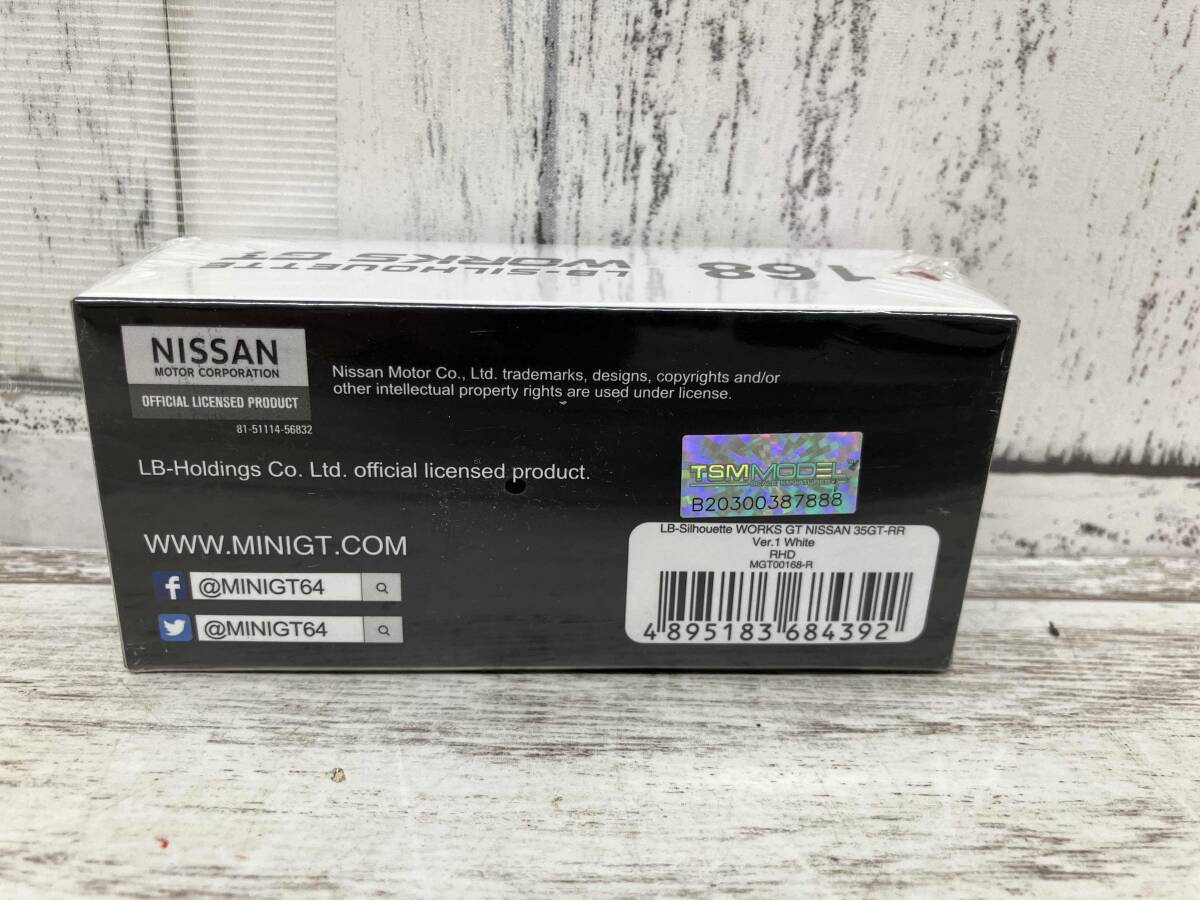 168
LB-SILHOUETTE
WORKS GT
NISSAN
MOTOR CORPORATION
OFFICIAL LICENSED PRODUCT
81-51114-56832
Nissan Motor Co., Ltd. trademarks, designs, copyrights and/or
other intellectual property rights are used under license.
LB-Holdings Co. Ltd. official licensed product.
TSMMODEL
B20300387888
WWW.MINIGT.COM
@MINIGT64
@MINIGT64
LB-Silhouette WORKS GT NISSAN 35GT-RR
Ver.1 White
RHD
MGT00168-R
4 895183 684392